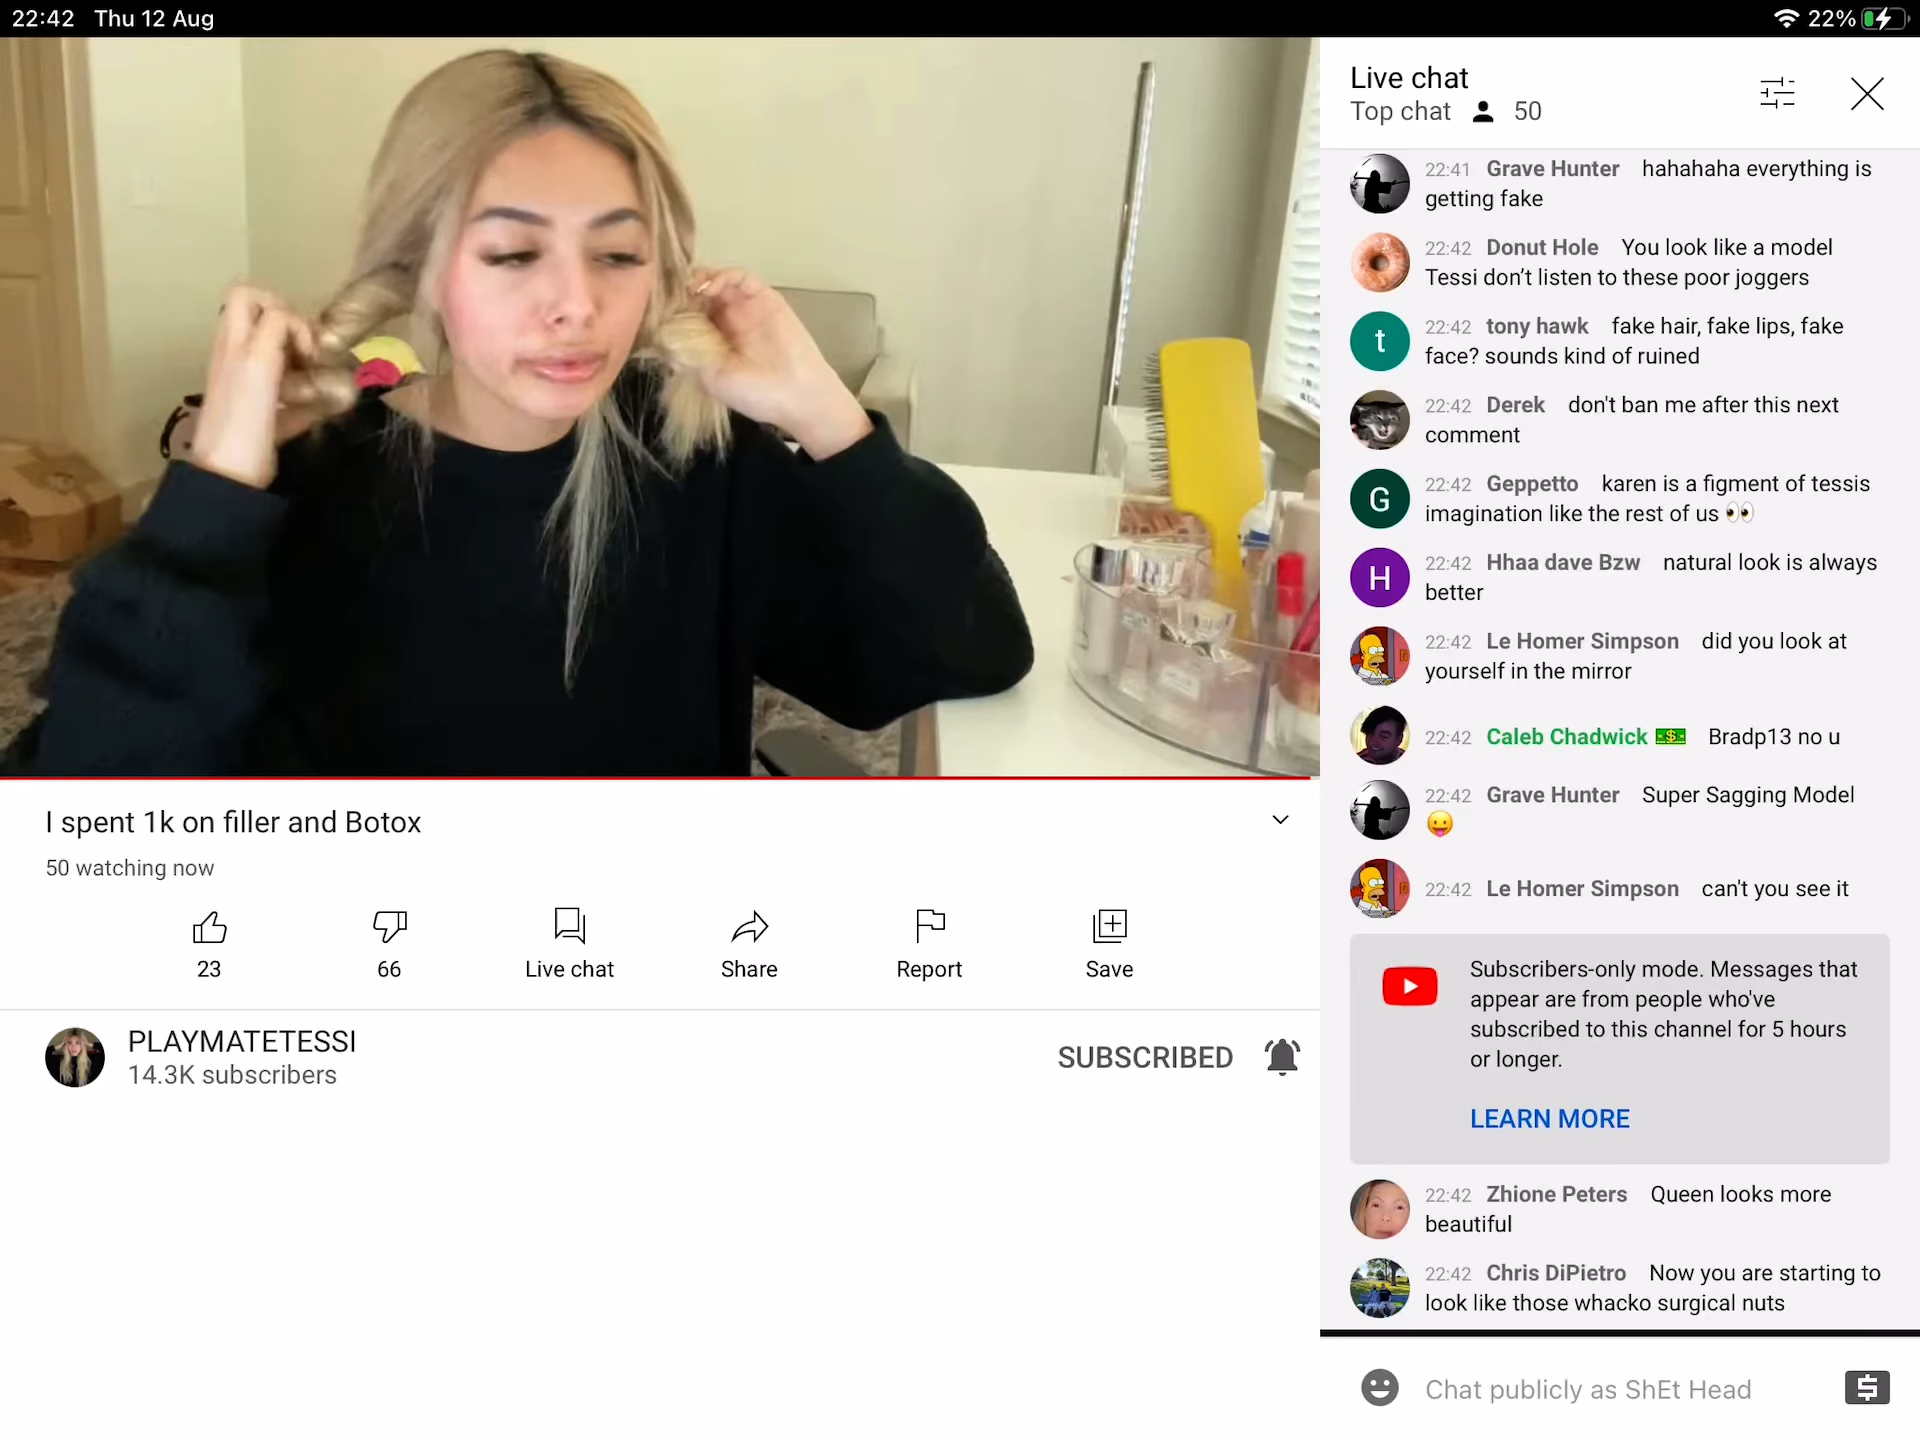 22:42 Thu 12 Aug
22%
Live chat
Top chat 50
22:41 Grave Hunter hahahaha everything is
getting fake
22:42 Donut Hole You look like a model
Tessi don’t listen to these poor joggers
t
22:42 tony hawk fake hair, fake lips, fake
face? sounds kind of ruined
22:42 Derek don't ban me after this next
comment
G
22:42 Geppetto karen is a figment of tessis
imagination like the rest of us 👀
H
22:42 Hhaa dave Bzw natural look is always
better
22:42 Le Homer Simpson did you look at
yourself in the mirror
22:42 Caleb Chadwick Bradp13 no u
22:42 Grave Hunter Super Sagging Model
😛
22:42 Le Homer Simpson can't you see it
Subscribers-only mode. Messages that
appear are from people who've
subscribed to this channel for 5 hours
or longer.
LEARN MORE
22:42 Zhione Peters Queen looks more
beautiful
22:42 Chris DiPietro Now you are starting to
look like those whacko surgical nuts
Chat publicly as ShEt Head
I spent 1k on filler and Botox
50 watching now
23
66
Live chat
Share
Report
Save
PLAYMATETESSI
14.3K subscribers
SUBSCRIBED